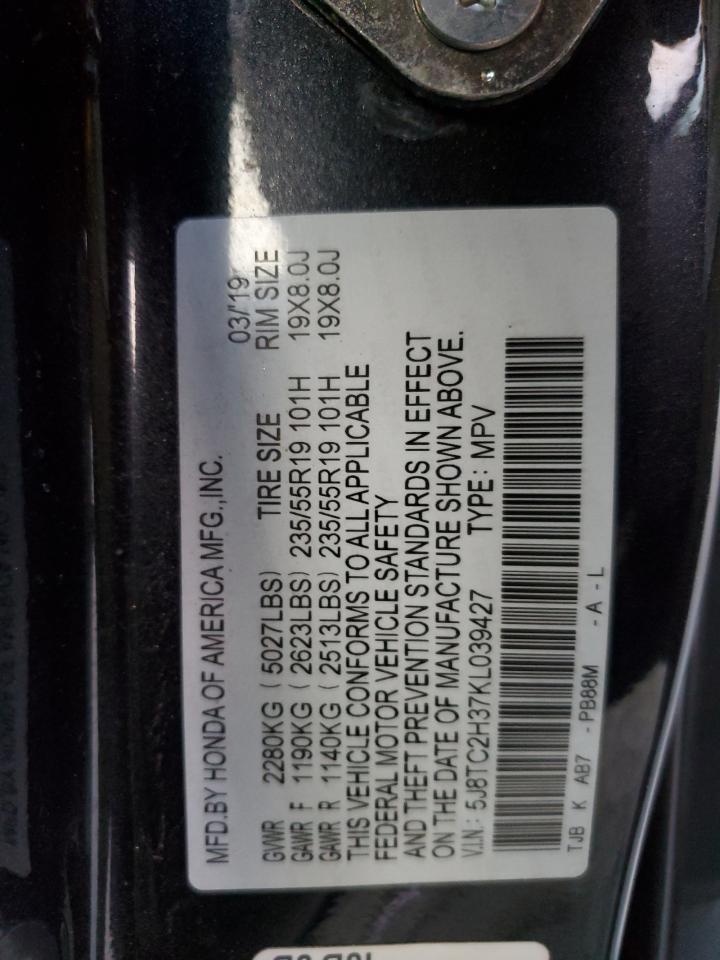 MFD.BY HONDA OF AMERICA MFG.,INC. 03/'19
GVWR 2280KG (5027LBS) TIRE SIZE RIM SIZE
GAWR F 1190KG (2623LBS) 235/55R19 101H 19X8.0J
GAWR R 1140KG (2513LBS) 235/55R19 101H 19X8.0J
THIS VEHICLE CONFORMS TO ALL APPLICABLE
FEDERAL MOTOR VEHICLE SAFETY
AND THEFT PREVENTION STANDARDS IN EFFECT
ON THE DATE OF MANUFACTURE SHOWN ABOVE.
V.I.N.: 5J8TC2H37KL039427 TYPE: MPV
TJB K AB7 -PB88M -A-L